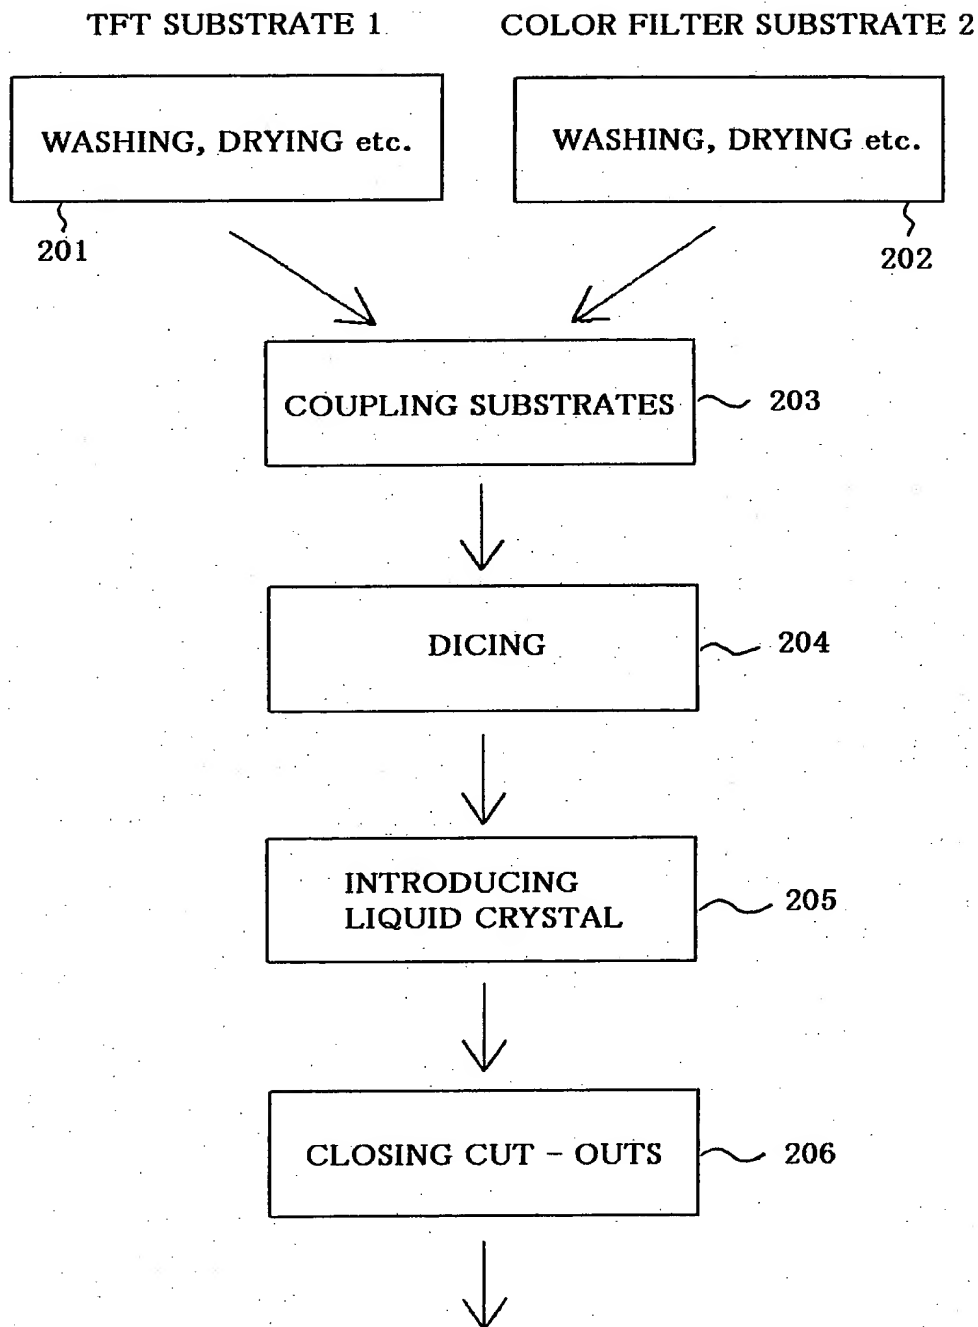 TFT SUBSTRATE 1
COLOR FILTER SUBSTRATE 2
WASHING, DRYING etc.
WASHING, DRYING etc.
201
202
COUPLING SUBSTRATES
203
DICING
204
INTRODUCING
LIQUID CRYSTAL
205
CLOSING CUT - OUTS
206